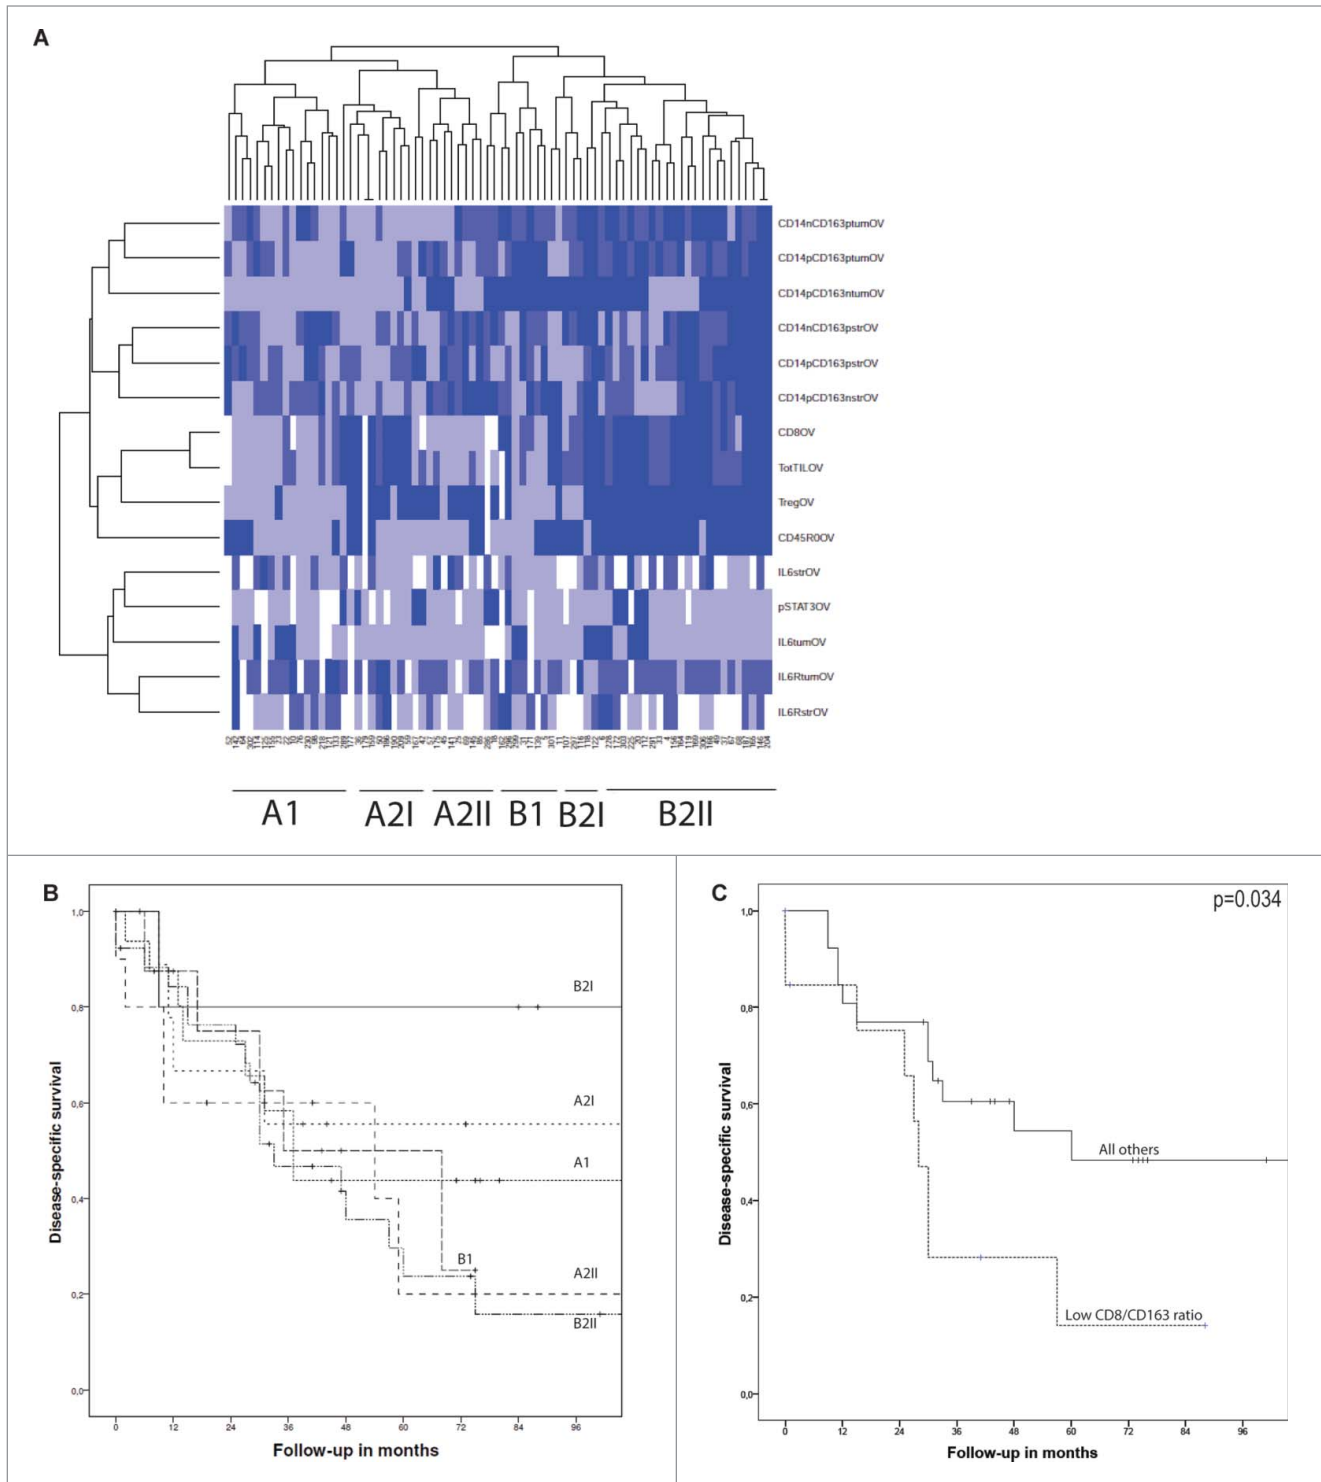 A
CD14nCD163ptumOV
CD14pCD163ptumOV
CD14pCD163ntumOV
CD14nCD163pstrOV
CD14pCD163pstrOV
CD14pCD163nstrOV
CD8OV
TotTILOV
TregOV
CD45R0OV
IL6strOV
pSTAT3OV
IL6tumOV
IL6RtumOV
IL6RstrOV
A1 A2I A2II B1 B2I B2II
B
1,0
0,8
0,6
0,4
0,2
0,0
Disease-specific survival
B2I
A2I
A1
B1
A2II
B2II
0 12 24 36 48 60 72 84 96
Follow-up in months
C
p=0.034
1,0
0,8
0,6
0,4
0,2
0,0
Disease-specific survival
All others
Low CD8/CD163 ratio
0 12 24 36 48 60 72 84 96
Follow-up in months